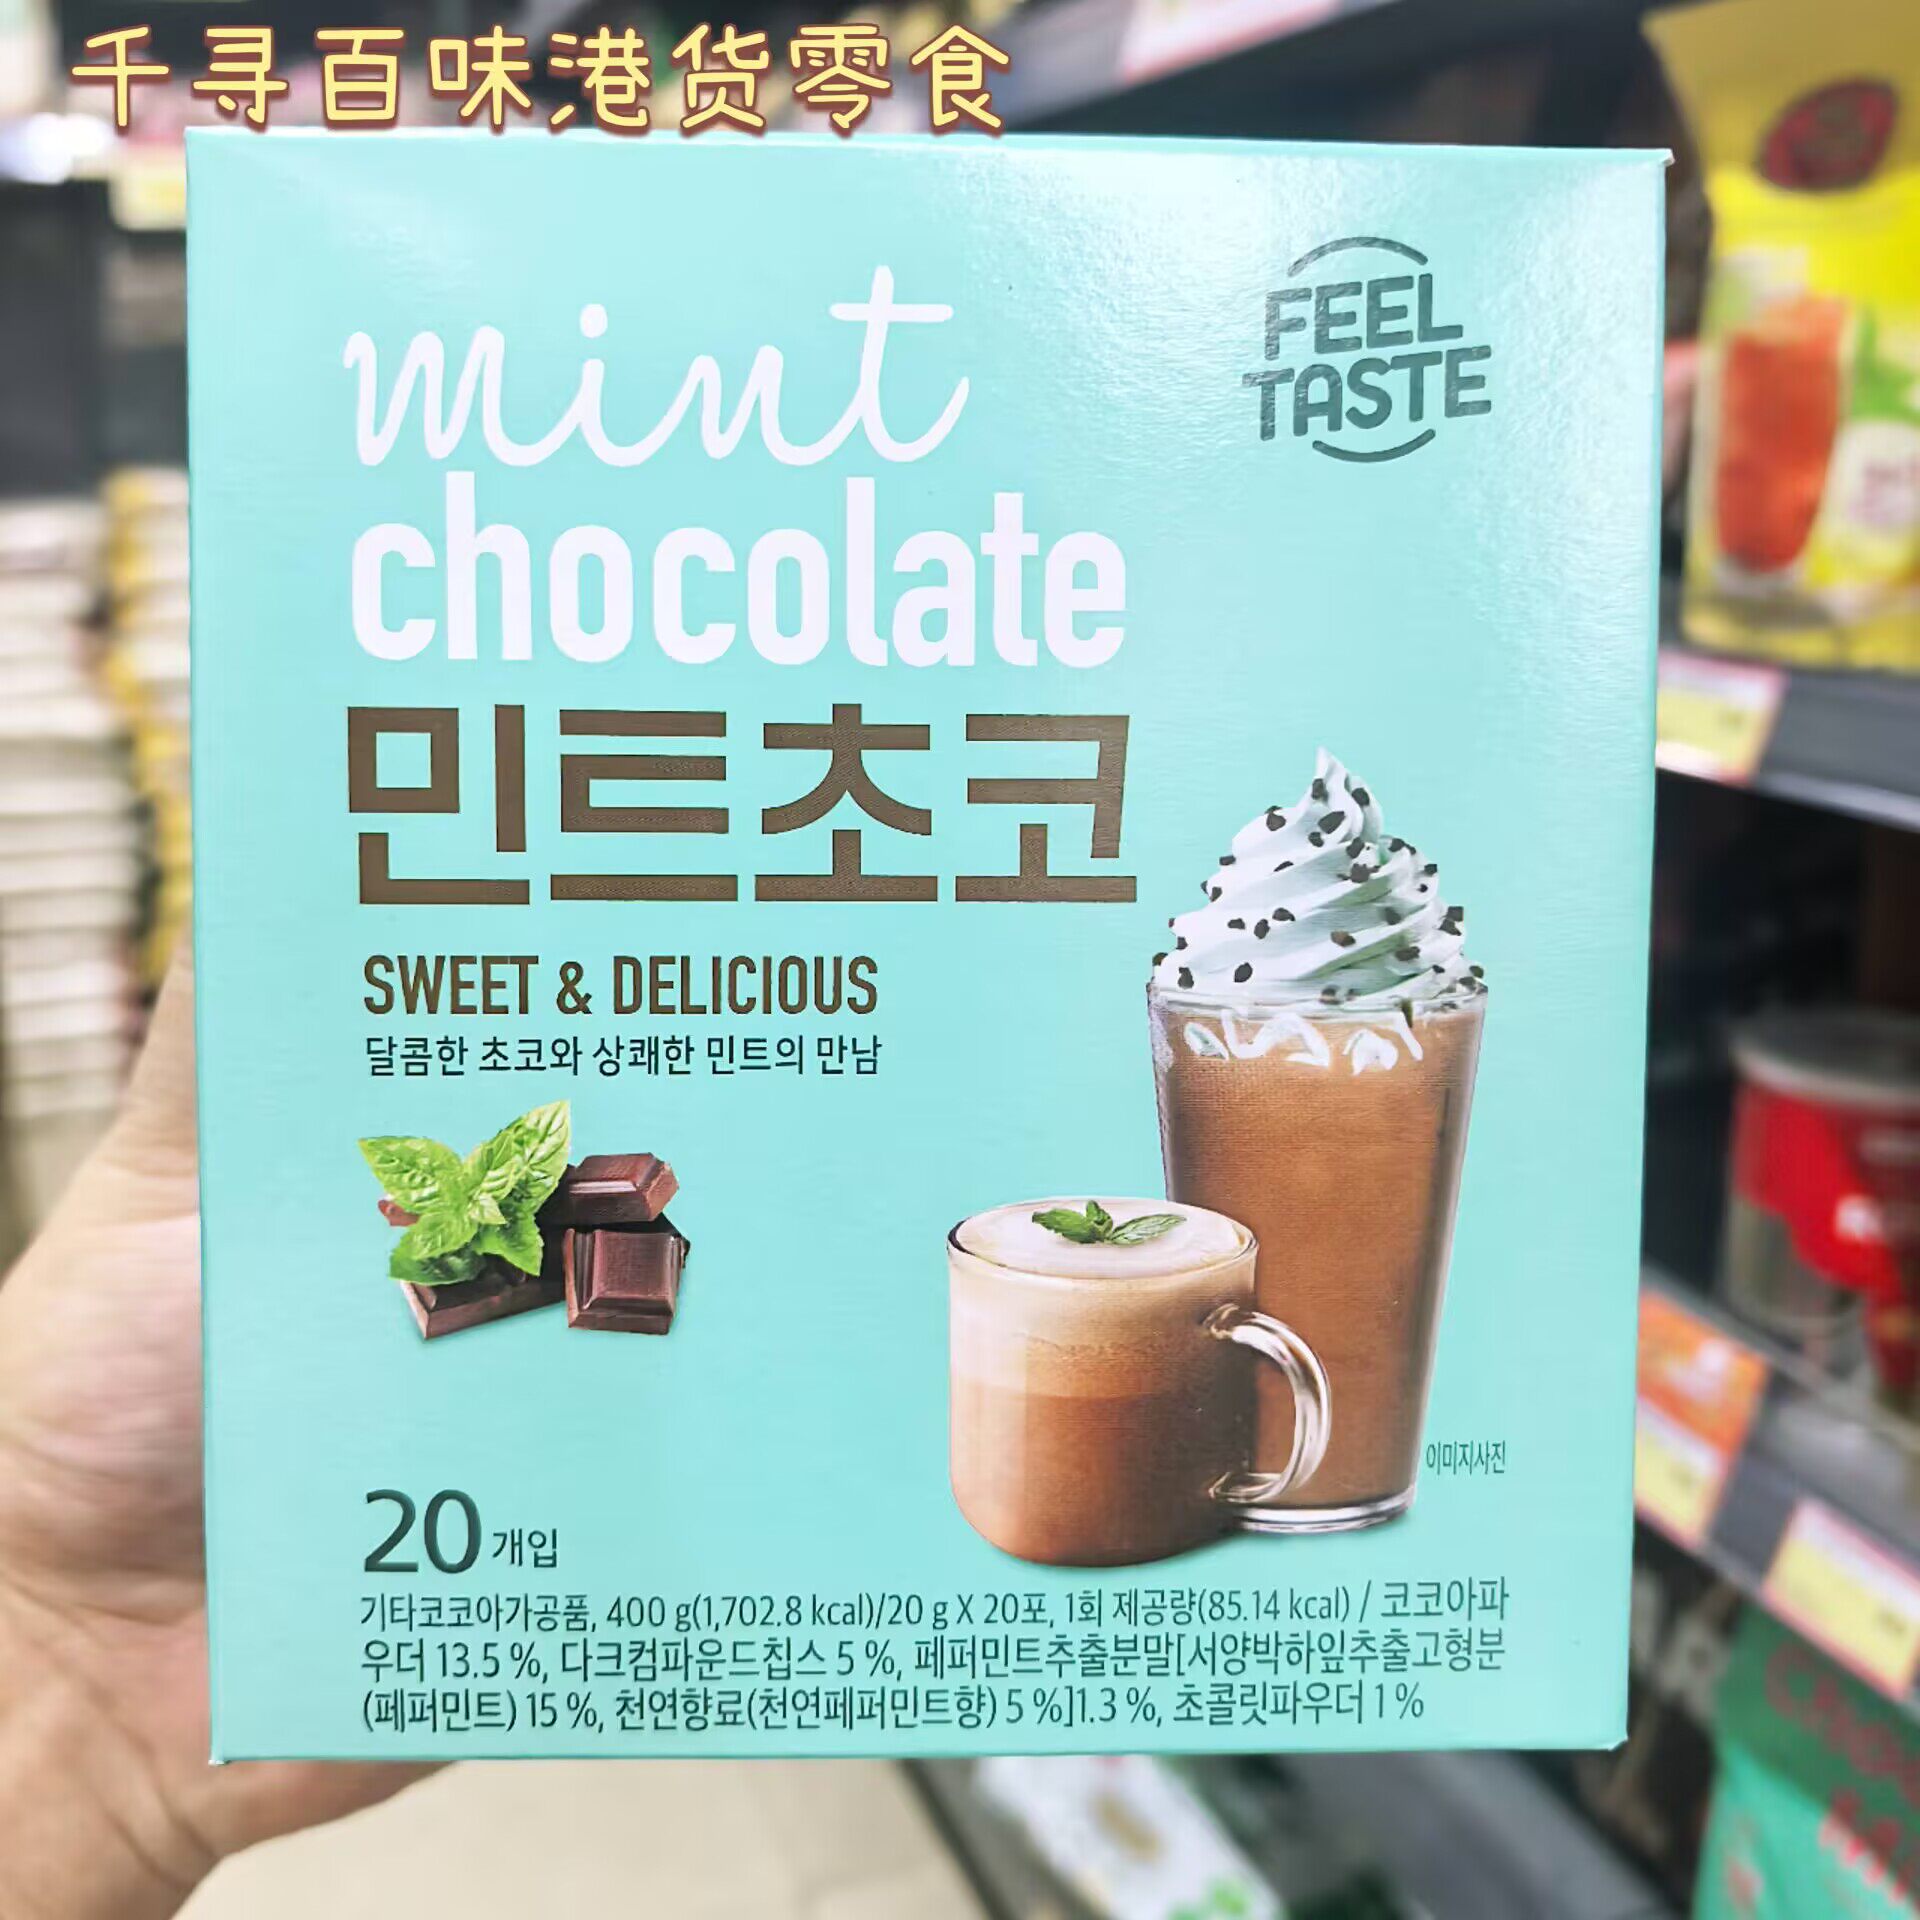 千寻百味港货零食
mint
FEEL
TASTE
chocolate
민트초코
SWEET & DELICIOUS
달콤한 초코와 상쾌한 민트의 만남
이미지사진
20개입
기타코코아가공품, 400 g(1,702.8 kcal)/20 g X 20포, 1회 제공량(85.14 kcal) / 코코아파
우더 13.5 %, 다크컴파운드칩스 5 %, 페퍼민트추출분말[서양박하잎추출고형분
(페퍼민트) 15 %, 천연향료(천연페퍼민트향) 5 %]1.3 %, 초콜릿파우더 1 %